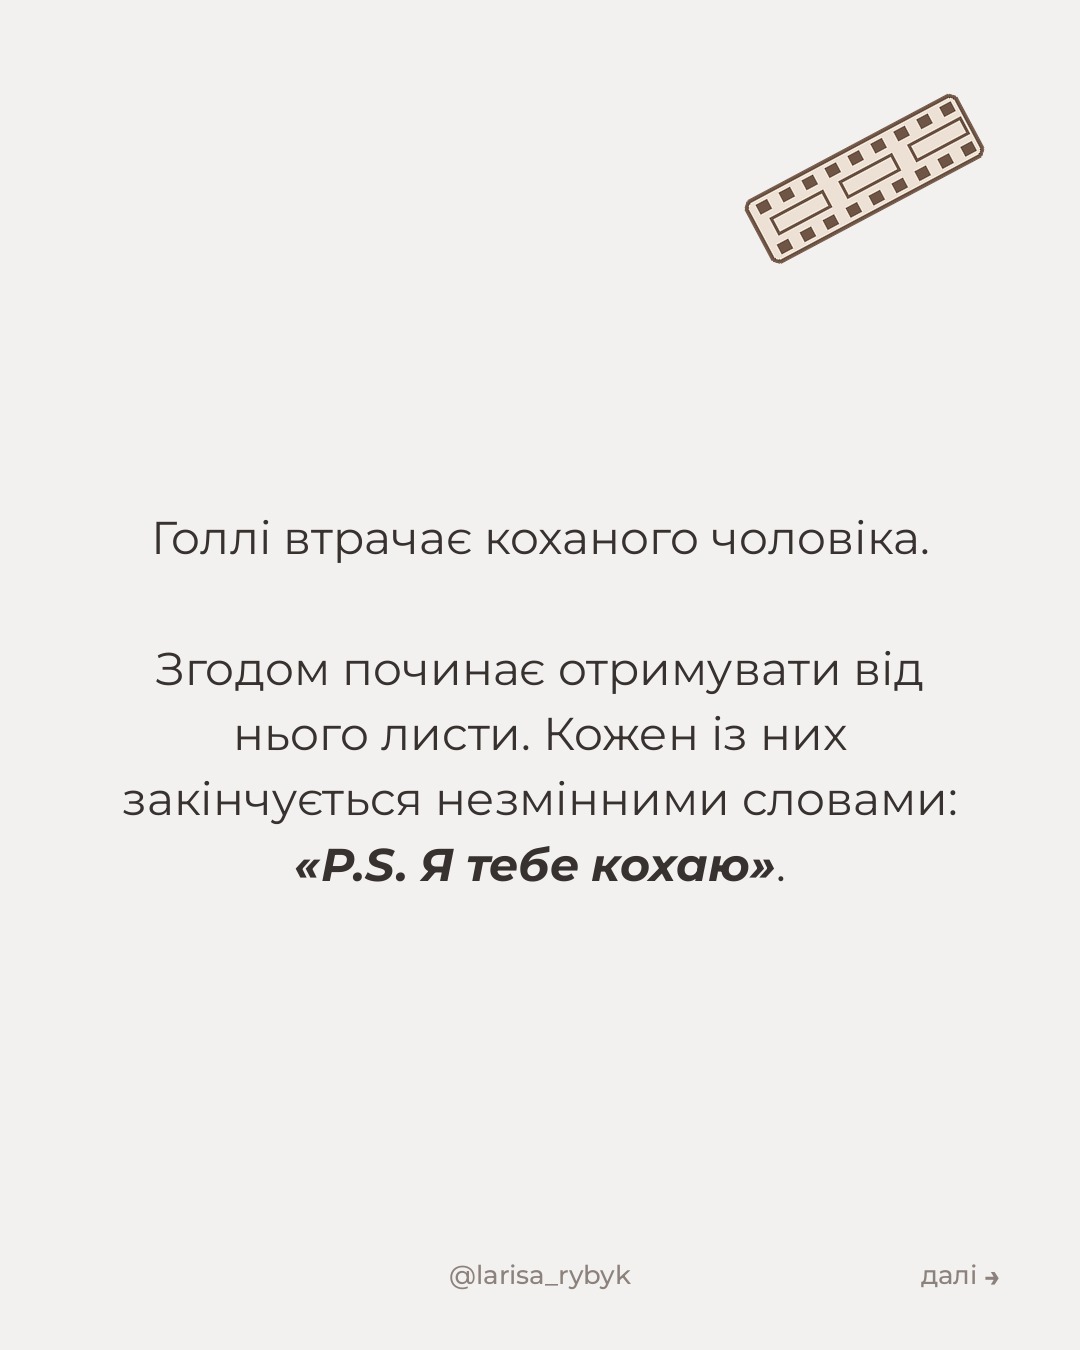 Голлі втрачає коханого чоловіка.
Згодом починає отримувати від
нього листи. Кожен із них
закінчується незмінними словами:
«P.S. Я тебе кохаю».
@larisa_rybyk
далі →